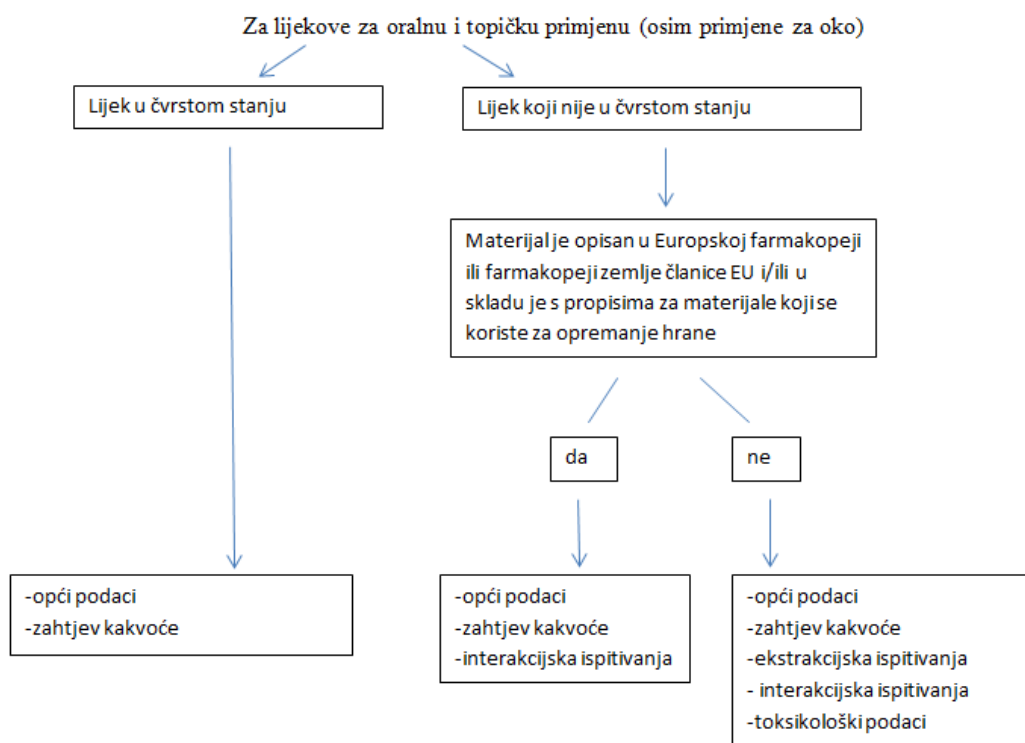 Za lijekove za oralnu i topičku primjenu (osim primjene za oko)
Lijek u čvrstom stanju
Lijek koji nije u čvrstom stanju
Materijal je opisan u Europskoj farmakopeji
ili farmakopeji zemlje članice EU i/ili u
skladu je s propisima za materijale koji se
koriste za opremanje hrane
da
ne
-opći podaci
-zahtjev kakvoće
-opći podaci
-zahtjev kakvoće
-interakcijska ispitivanja
-opći podaci
-zahtjev kakvoće
-ekstrakcijska ispitivanja
- interakcijska ispitivanja
-toksikološki podaci